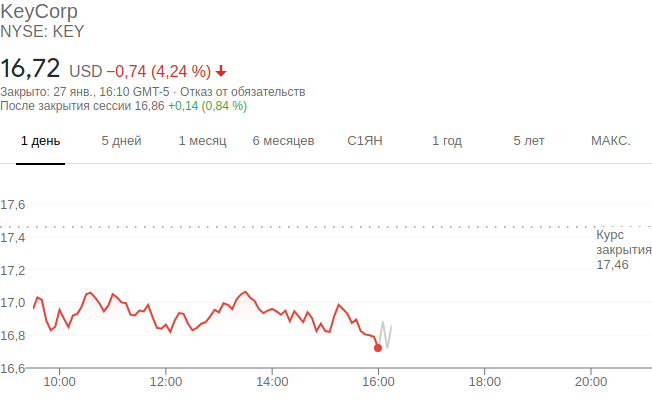 KeyCorp
NYSE: KEY
16,72 USD −0,74 (4,24 %)
Закрыто: 27 янв., 16:10 GMT-5 · Отказ от обязательств
После закрытия сессии 16,86 +0,14 (0,84 %)
1 день 5 дней 1 месяц 6 месяцев С1ЯН 1 год 5 лет МАКС.
17,6
17,4
Курс
закрытия
17,46
17,2
17,0
16,8
16,6
10:00 12:00 14:00 16:00 18:00 20:00